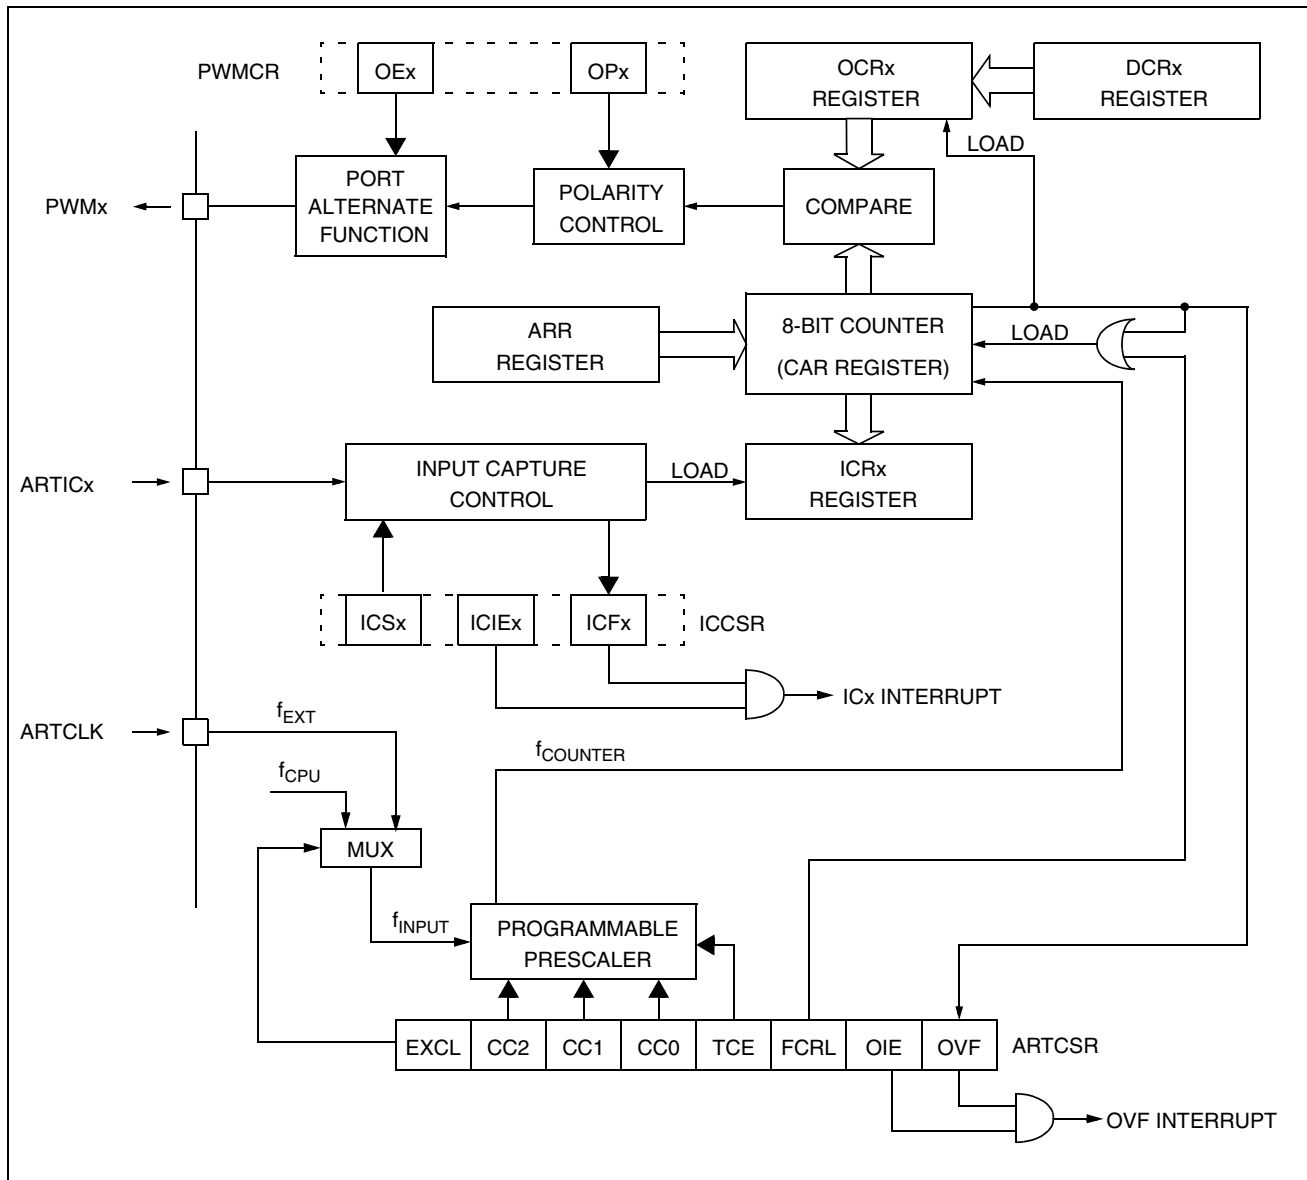 PWMCR
OEx
OPx
OCRx
REGISTER
DCRx
REGISTER
LOAD
PWMx
PORT
ALTERNATE
FUNCTION
POLARITY
CONTROL
COMPARE
ARR
REGISTER
8-BIT COUNTER
(CAR REGISTER)
LOAD
ARTICx
INPUT CAPTURE
CONTROL
LOAD
ICRx
REGISTER
ICSx
ICIEx
ICFx
ICCSR
ICx INTERRUPT
ARTCLK
fEXT
fCPU
fCOUNTER
MUX
fINPUT
PROGRAMMABLE
PRESCALER
EXCL
CC2
CC1
CC0
TCE
FCRL
OIE
OVF
ARTCSR
OVF INTERRUPT